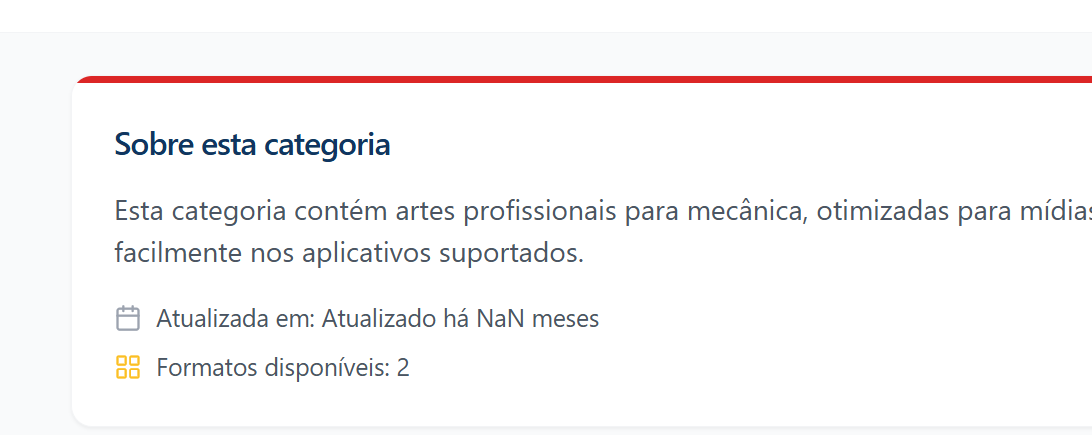 Sobre esta categoria
Esta categoria contém artes profissionais para mecânica, otimizadas para mídias
facilmente nos aplicativos suportados.
Atualizada em: Atualizado há NaN meses
Formatos disponíveis: 2